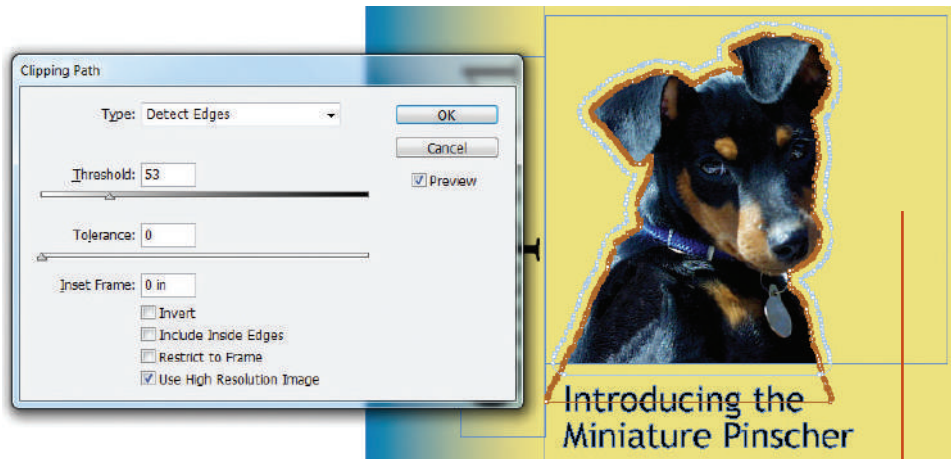 Clipping Path
Type: Detect Edges
OK
Cancel
Threshold: 53
Preview
Tolerance: 0
Inset Frame: 0 in
Invert
Include Inside Edges
Restrict to Frame
Use High Resolution Image
Introducing the
Miniature Pinscher